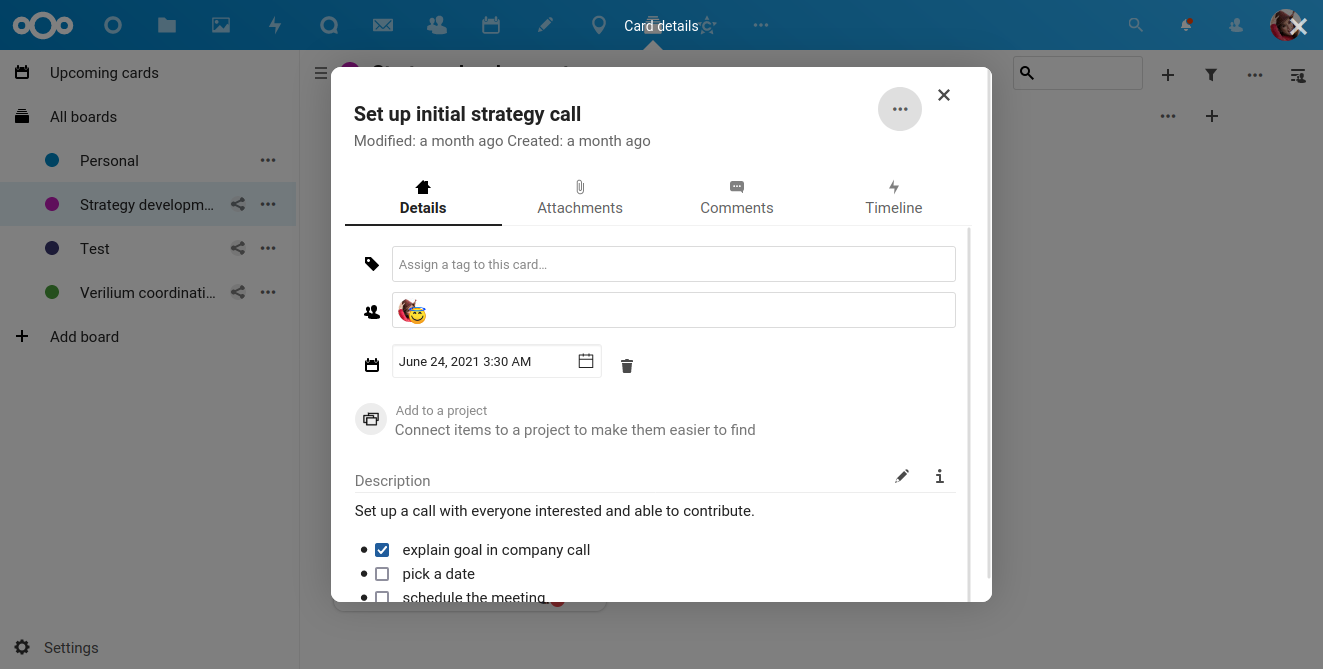 Card details
Upcoming cards
All boards
Personal
Strategy developm…
Test
Verilium coordinati…
Add board
Settings
Set up initial strategy call
Modified: a month ago Created: a month ago
Details
Attachments
Comments
Timeline
Assign a tag to this card…
June 24, 2021 3:30 AM
Add to a project
Connect items to a project to make them easier to find
Description
Set up a call with everyone interested and able to contribute.
explain goal in company call
pick a date
schedule the meeting